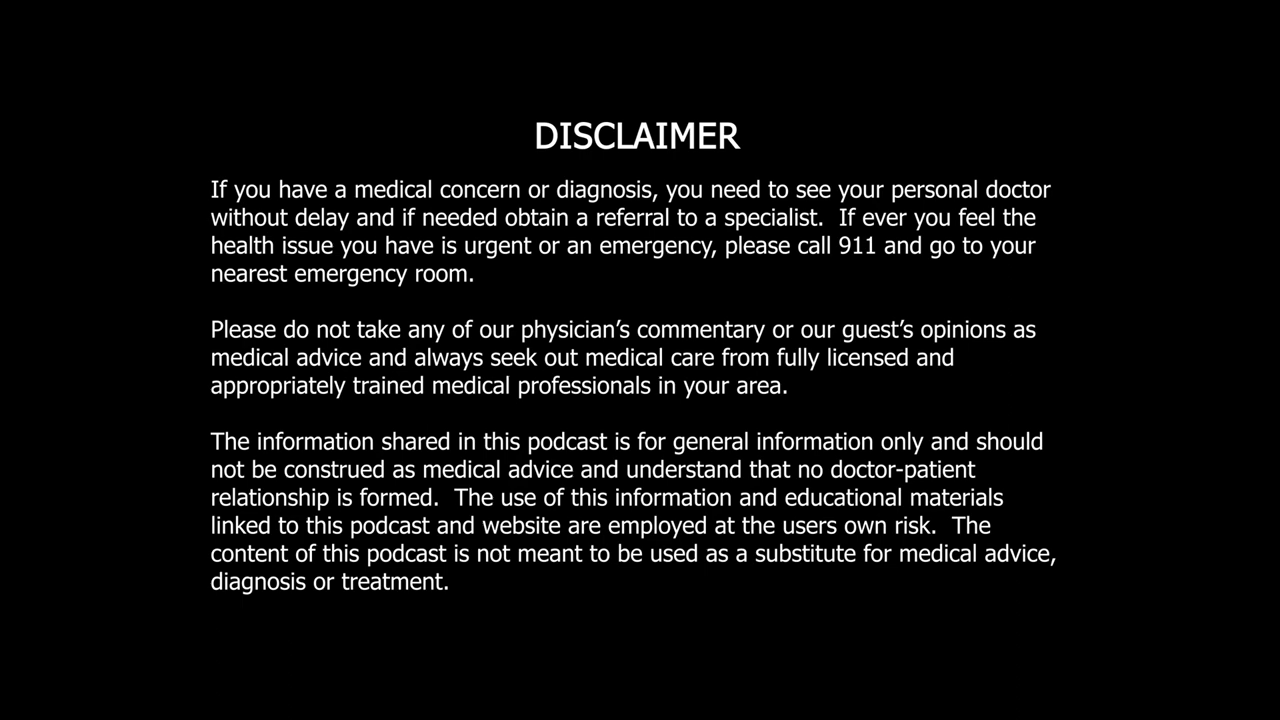 DISCLAIMER
If you have a medical concern or diagnosis, you need to see your personal doctor
without delay and if needed obtain a referral to a specialist.  If ever you feel the
health issue you have is urgent or an emergency, please call 911 and go to your
nearest emergency room.
Please do not take any of our physician’s commentary or our guest’s opinions as
medical advice and always seek out medical care from fully licensed and
appropriately trained medical professionals in your area.
The information shared in this podcast is for general information only and should
not be construed as medical advice and understand that no doctor-patient
relationship is formed.  The use of this information and educational materials
linked to this podcast and website are employed at the users own risk.  The
content of this podcast is not meant to be used as a substitute for medical advice,
diagnosis or treatment.